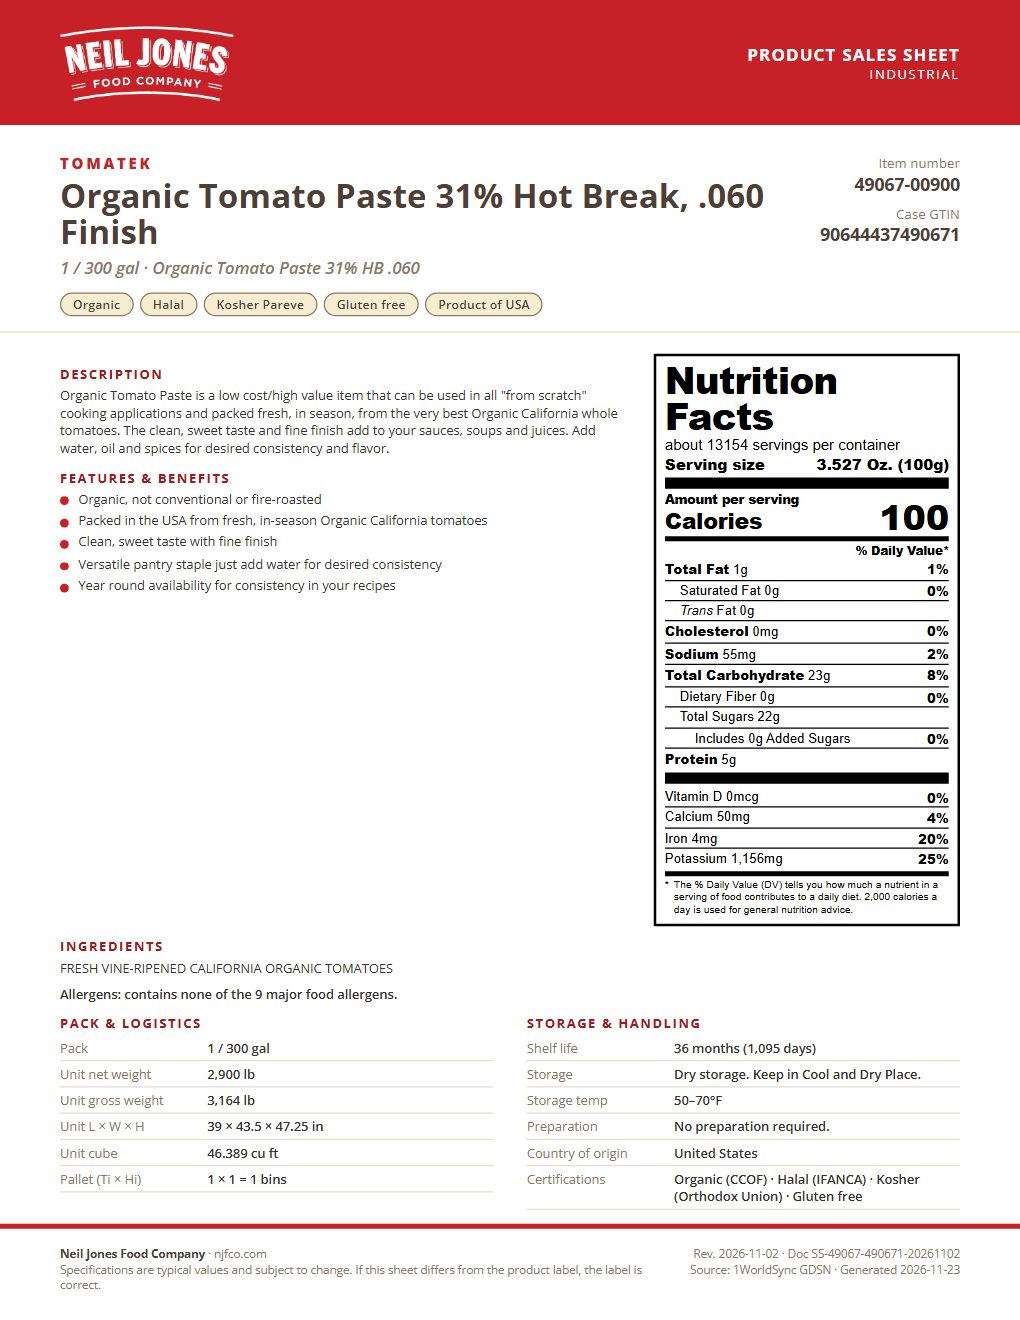 NEIL JONES
FOOD COMPANY
PRODUCT SALES SHEET
INDUSTRIAL
TOMATEK
Organic Tomato Paste 31% Hot Break, .060
Finish
1 / 300 gal · Organic Tomato Paste 31% HB .060
Organic Halal Kosher Pareve Gluten free Product of USA
Item number
49067-00900
Case GTIN
90644437490671
DESCRIPTION
Organic Tomato Paste is a low cost/high value item that can be used in all "from scratch"
cooking applications and packed fresh, in season, from the very best Organic California whole
tomatoes. The clean, sweet taste and fine finish add to your sauces, soups and juices. Add
water, oil and spices for desired consistency and flavor.
FEATURES & BENEFITS
Organic, not conventional or fire-roasted
Packed in the USA from fresh, in-season Organic California tomatoes
Clean, sweet taste with fine finish
Versatile pantry staple just add water for desired consistency
Year round availability for consistency in your recipes
Nutrition
Facts
about 13154 servings per container
Serving size 3.527 Oz. (100g)
Amount per serving
Calories 100
% Daily Value*
Total Fat 1g 1%
Saturated Fat 0g 0%
Trans Fat 0g
Cholesterol 0mg 0%
Sodium 55mg 2%
Total Carbohydrate 23g 8%
Dietary Fiber 0g 0%
Total Sugars 22g
Includes 0g Added Sugars 0%
Protein 5g
Vitamin D 0mcg 0%
Calcium 50mg 4%
Iron 4mg 20%
Potassium 1,156mg 25%
* The % Daily Value (DV) tells you how much a nutrient in a
serving of food contributes to a daily diet. 2,000 calories a
day is used for general nutrition advice.
INGREDIENTS
FRESH VINE-RIPENED CALIFORNIA ORGANIC TOMATOES
Allergens: contains none of the 9 major food allergens.
PACK & LOGISTICS
Pack 1 / 300 gal
Unit net weight 2,900 lb
Unit gross weight 3,164 lb
Unit L × W × H 39 × 43.5 × 47.25 in
Unit cube 46.389 cu ft
Pallet (Ti × Hi) 1 × 1 = 1 bins
STORAGE & HANDLING
Shelf life 36 months (1,095 days)
Storage Dry storage. Keep in Cool and Dry Place.
Storage temp 50–70°F
Preparation No preparation required.
Country of origin United States
Certifications Organic (CCOF) · Halal (IFANCA) · Kosher
(Orthodox Union) · Gluten free
Neil Jones Food Company · njfco.com
Specifications are typical values and subject to change. If this sheet differs from the product label, the label is
correct.
Rev. 2026-11-02 · Doc SS-49067-490671-20261102
Source: 1WorldSync GDSN · Generated 2026-11-23